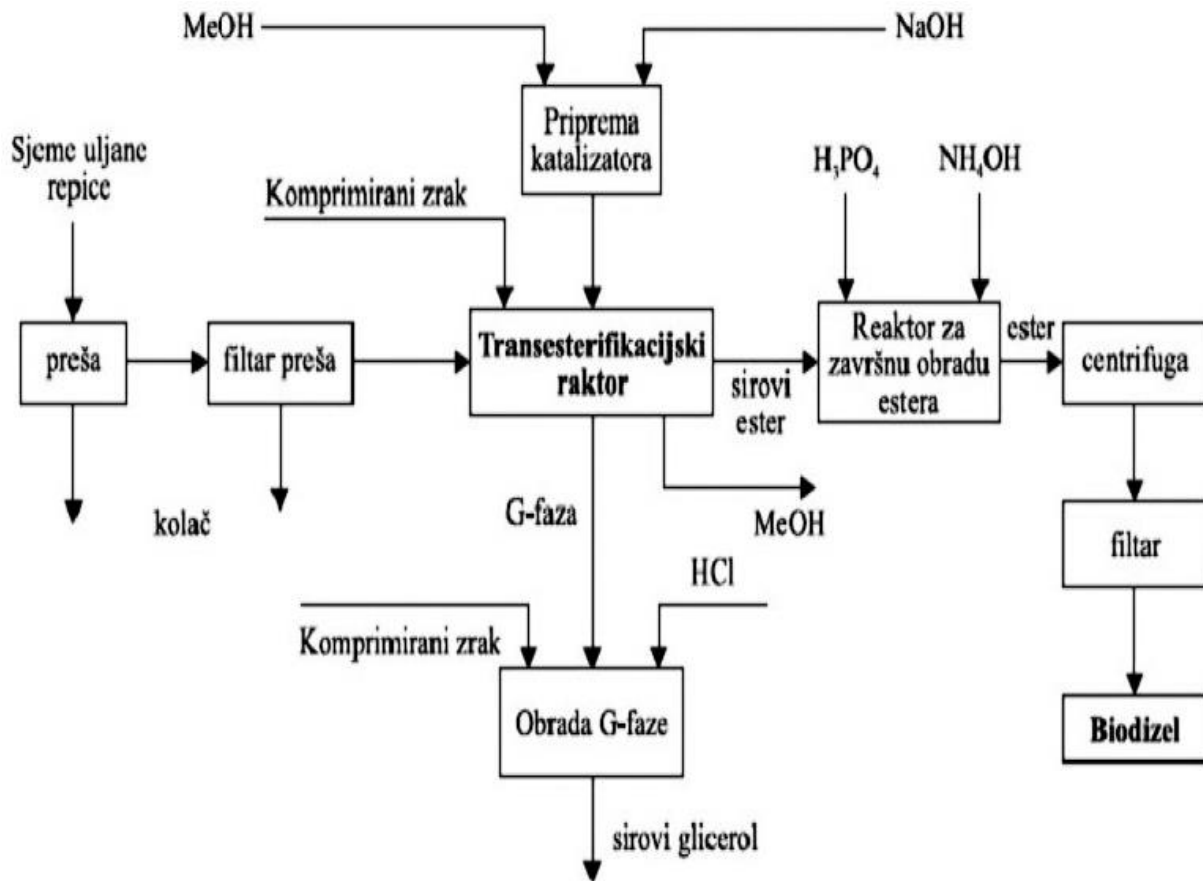 MeOH
NaOH
Priprema
katalizatora
Sjeme uljane
repice
H₃PO₄
NH₄OH
Komprimirani zrak
preša
filtar preša
Transesterifikacijski
raktor
sirovi
ester
Reaktor za
završnu obradu
estera
ester
centrifuga
kolač
G-faza
MeOH
filtar
HCl
Komprimirani zrak
Obrada G-faze
Biodizel
sirovi glicerol